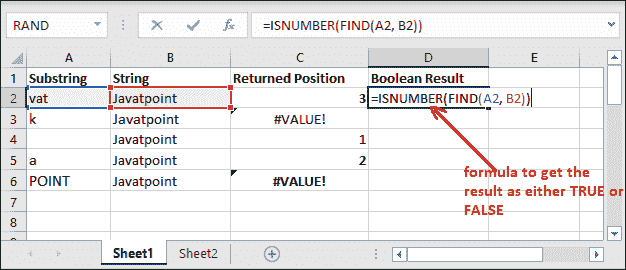 RAND =ISNUMBER(FIND(A2, B2))
A B C D E
1 Substring String Returned Position Boolean Result
2 vat Javatpoint 3 =ISNUMBER(FIND(A2, B2))
3 k Javatpoint #VALUE!
4 Javatpoint 1
5 a Javatpoint 2
6 POINT Javatpoint #VALUE!
7
8
formula to get the
result as either TRUE or
FALSE
Sheet1 Sheet2